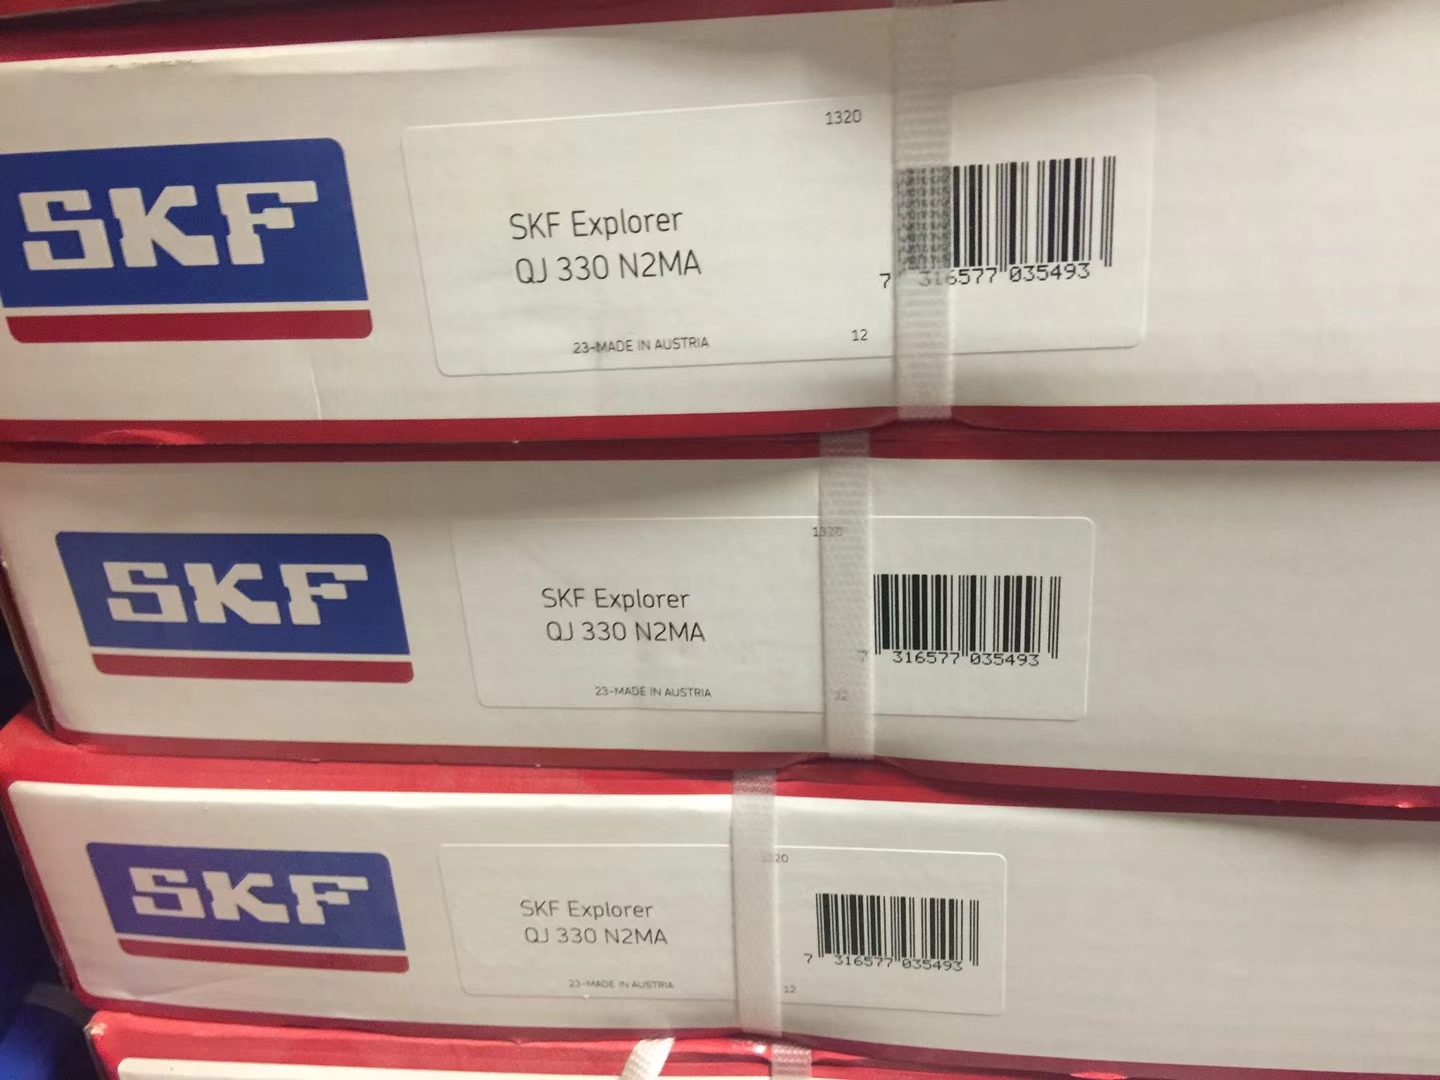 1320
SKF
SKF Explorer
QJ 330 N2MA
7 316577 035493
23-MADE IN AUSTRIA
12
1320
SKF
SKF Explorer
QJ 330 N2MA
7 316577 035493
23-MADE IN AUSTRIA
12
SKF
SKF Explorer
QJ 330 N2MA
7 316577 035493
23-MADE IN AUSTRIA
12